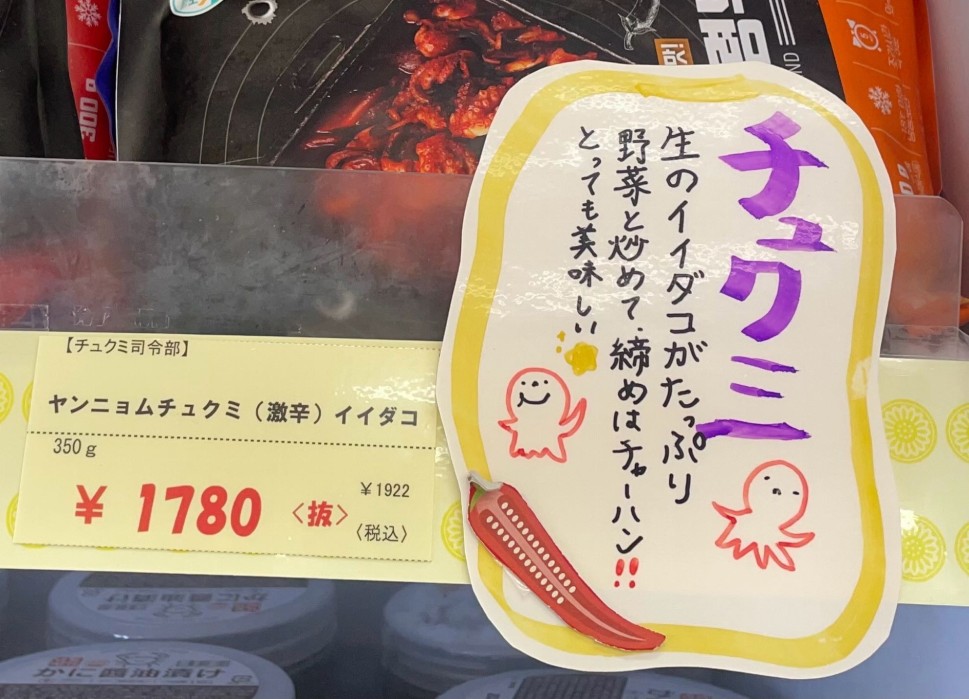 チュクミ
生のイイダコがたっぷり
野菜と炒めて、締めはチャーハン!!
とっても美味しい
【チュクミ司令部】
ヤンニョムチュクミ（激辛）イイダコ
350g
¥1780〈抜〉
¥1922
〈税込〉
かに醤油漬け